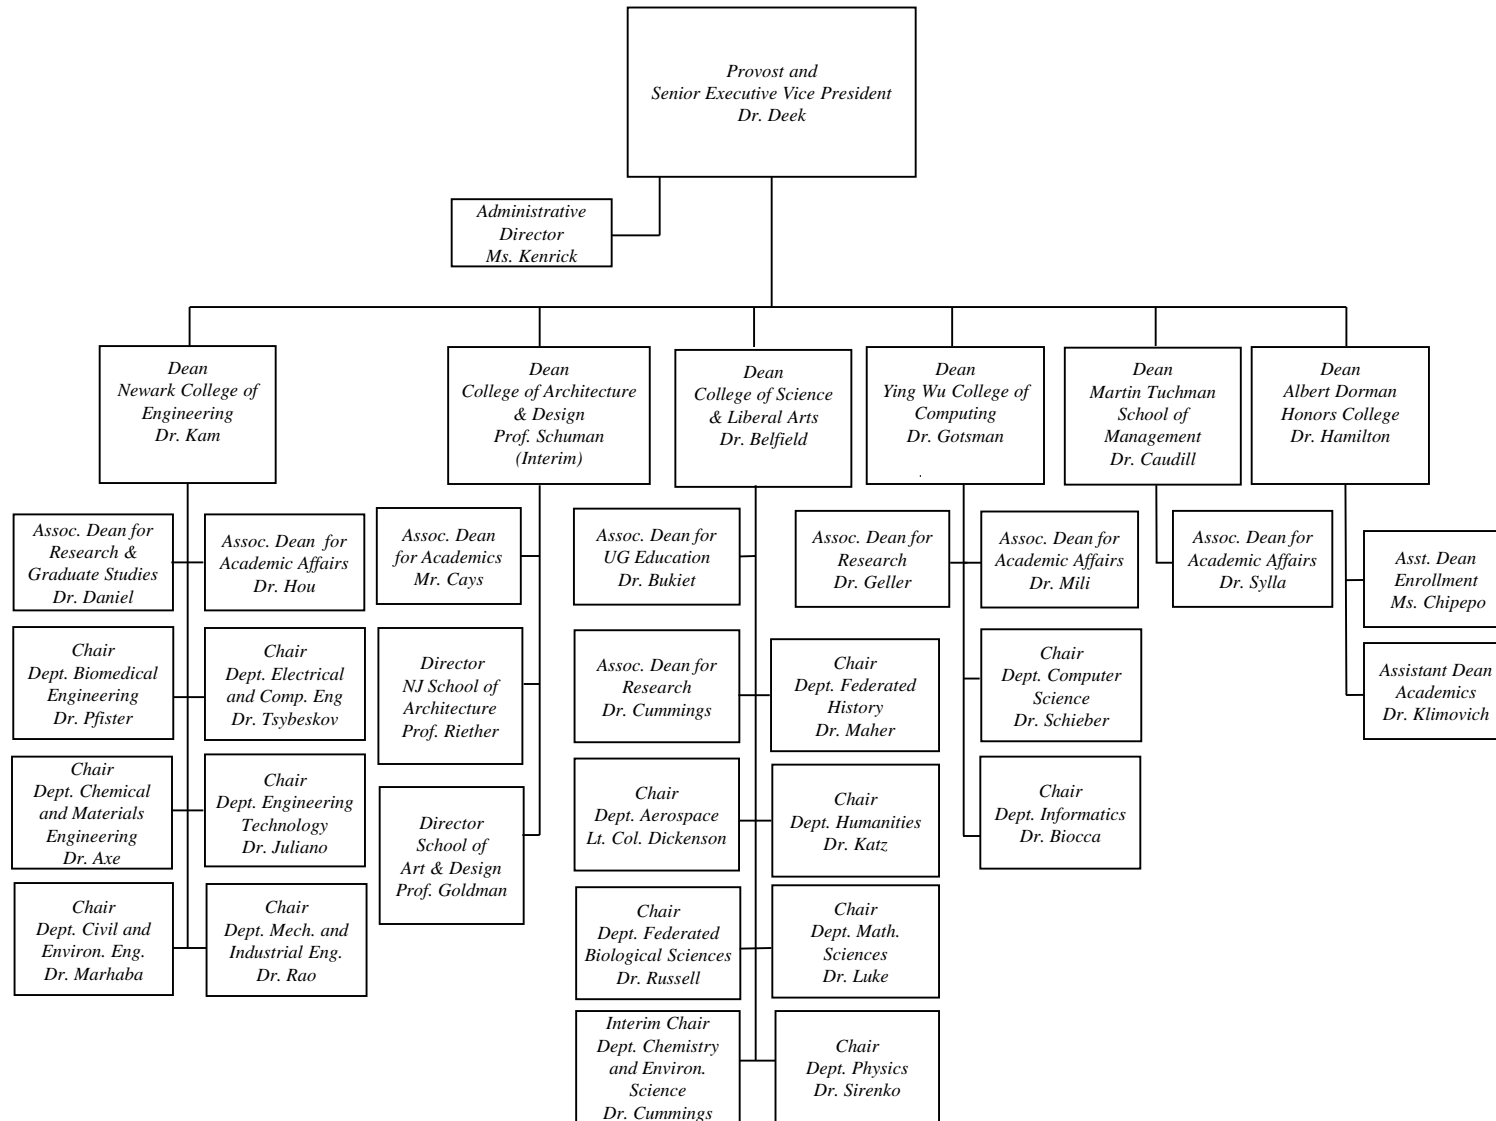 Provost and
Senior Executive Vice President
Dr. Deek
Administrative
Director
Ms. Kenrick
Dean
Newark College of
Engineering
Dr. Kam
Dean
College of Architecture
& Design
Prof. Schuman
(Interim)
Dean
College of Science
& Liberal Arts
Dr. Belfield
Dean
Ying Wu College of
Computing
Dr. Gotsman
.
Dean
Martin Tuchman
School of
Management
Dr. Caudill
Dean
Albert Dorman
Honors College
Dr. Hamilton
Assoc. Dean for
Research &
Graduate Studies
Dr. Daniel
Assoc. Dean for
Academic Affairs
Dr. Hou
Assoc. Dean
for Academics
Mr. Cays
Assoc. Dean for
UG Education
Dr. Bukiet
Assoc. Dean for
Research
Dr. Geller
Assoc. Dean for
Academic Affairs
Dr. Mili
Assoc. Dean for
Academic Affairs
Dr. Sylla
Asst. Dean
Enrollment
Ms. Chipepo
Chair
Dept. Biomedical
Engineering
Dr. Pfister
Chair
Dept. Electrical
and Comp. Eng
Dr. Tsybeskov
Director
NJ School of
Architecture
Prof. Riether
Assoc. Dean for
Research
Dr. Cummings
Chair
Dept. Federated
History
Dr. Maher
Chair
Dept. Computer
Science
Dr. Schieber
Assistant Dean
Academics
Dr. Klimovich
Chair
Dept. Chemical
and Materials
Engineering
Dr. Axe
Chair
Dept. Engineering
Technology
Dr. Juliano
Director
School of
Art & Design
Prof. Goldman
Chair
Dept. Aerospace
Lt. Col. Dickenson
Chair
Dept. Humanities
Dr. Katz
Chair
Dept. Informatics
Dr. Biocca
Chair
Dept. Civil and
Environ. Eng.
Dr. Marhaba
Chair
Dept. Mech. and
Industrial Eng.
Dr. Rao
Chair
Dept. Federated
Biological Sciences
Dr. Russell
Chair
Dept. Math.
Sciences
Dr. Luke
Interim Chair
Dept. Chemistry
and Environ.
Science
Dr. Cummings
Chair
Dept. Physics
Dr. Sirenko